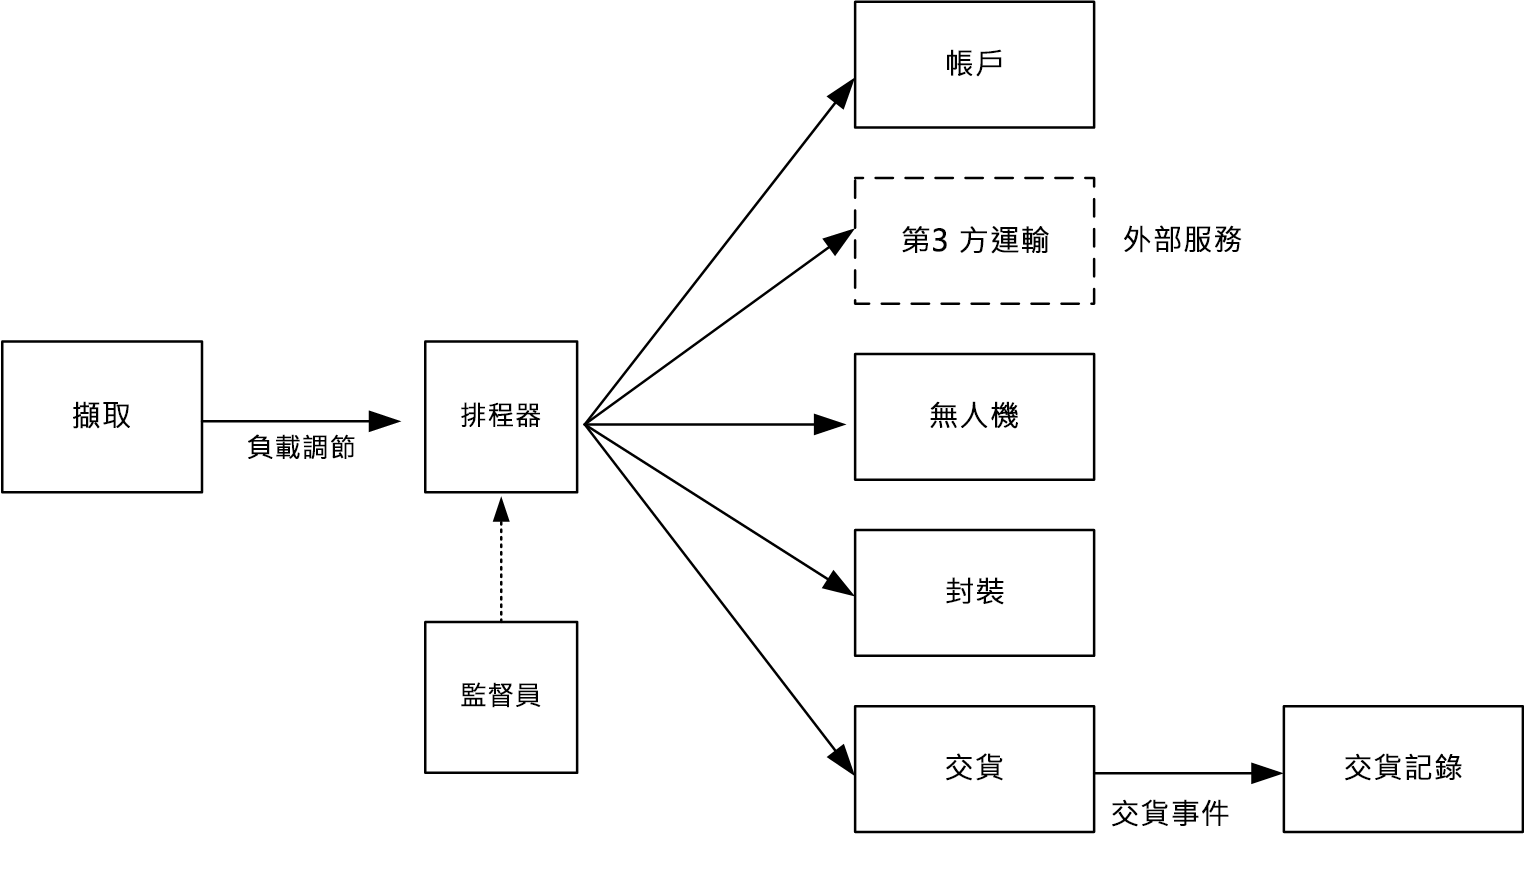 帳戶
第3 方運輸
外部服務
擷取
負載調節
排程器
無人機
封裝
監督員
交貨
交貨事件
交貨記錄